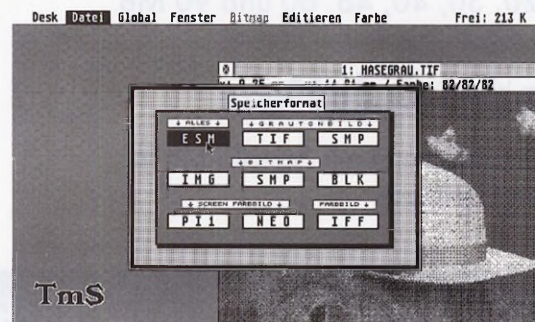 Desk Datei Global Fenster Bitmap Editieren Farbe Frei: 213 K
1: HASEGRAU.TIF
mm / Farbe: 82/82/82
Speicherformat
↓ ALLES ↓ ↓ GRAUTONBILD ↓
ESM TIF SMP
↓ BITMAP ↓
IMG SMP BLK
↓ SCREEN FARBBILD ↓ FARBBILD ↓
PI1 NEO IFF
TmS